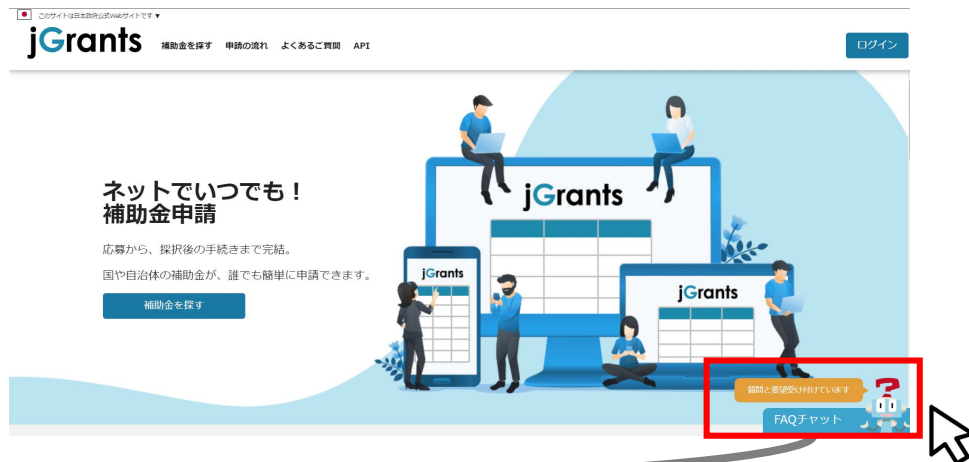 このサイトは日本政府公式Webサイトです ▼
jGrants 補助金を探す 申請の流れ よくあるご質問 API ログイン
ネットでいつでも！
補助金申請
応募から、採択後の手続きまで完結。
国や自治体の補助金が、誰でも簡単に申請できます。
補助金を探す
jGrants
jGrants
jGrants
質問と要望受け付けています
?
FAQチャット